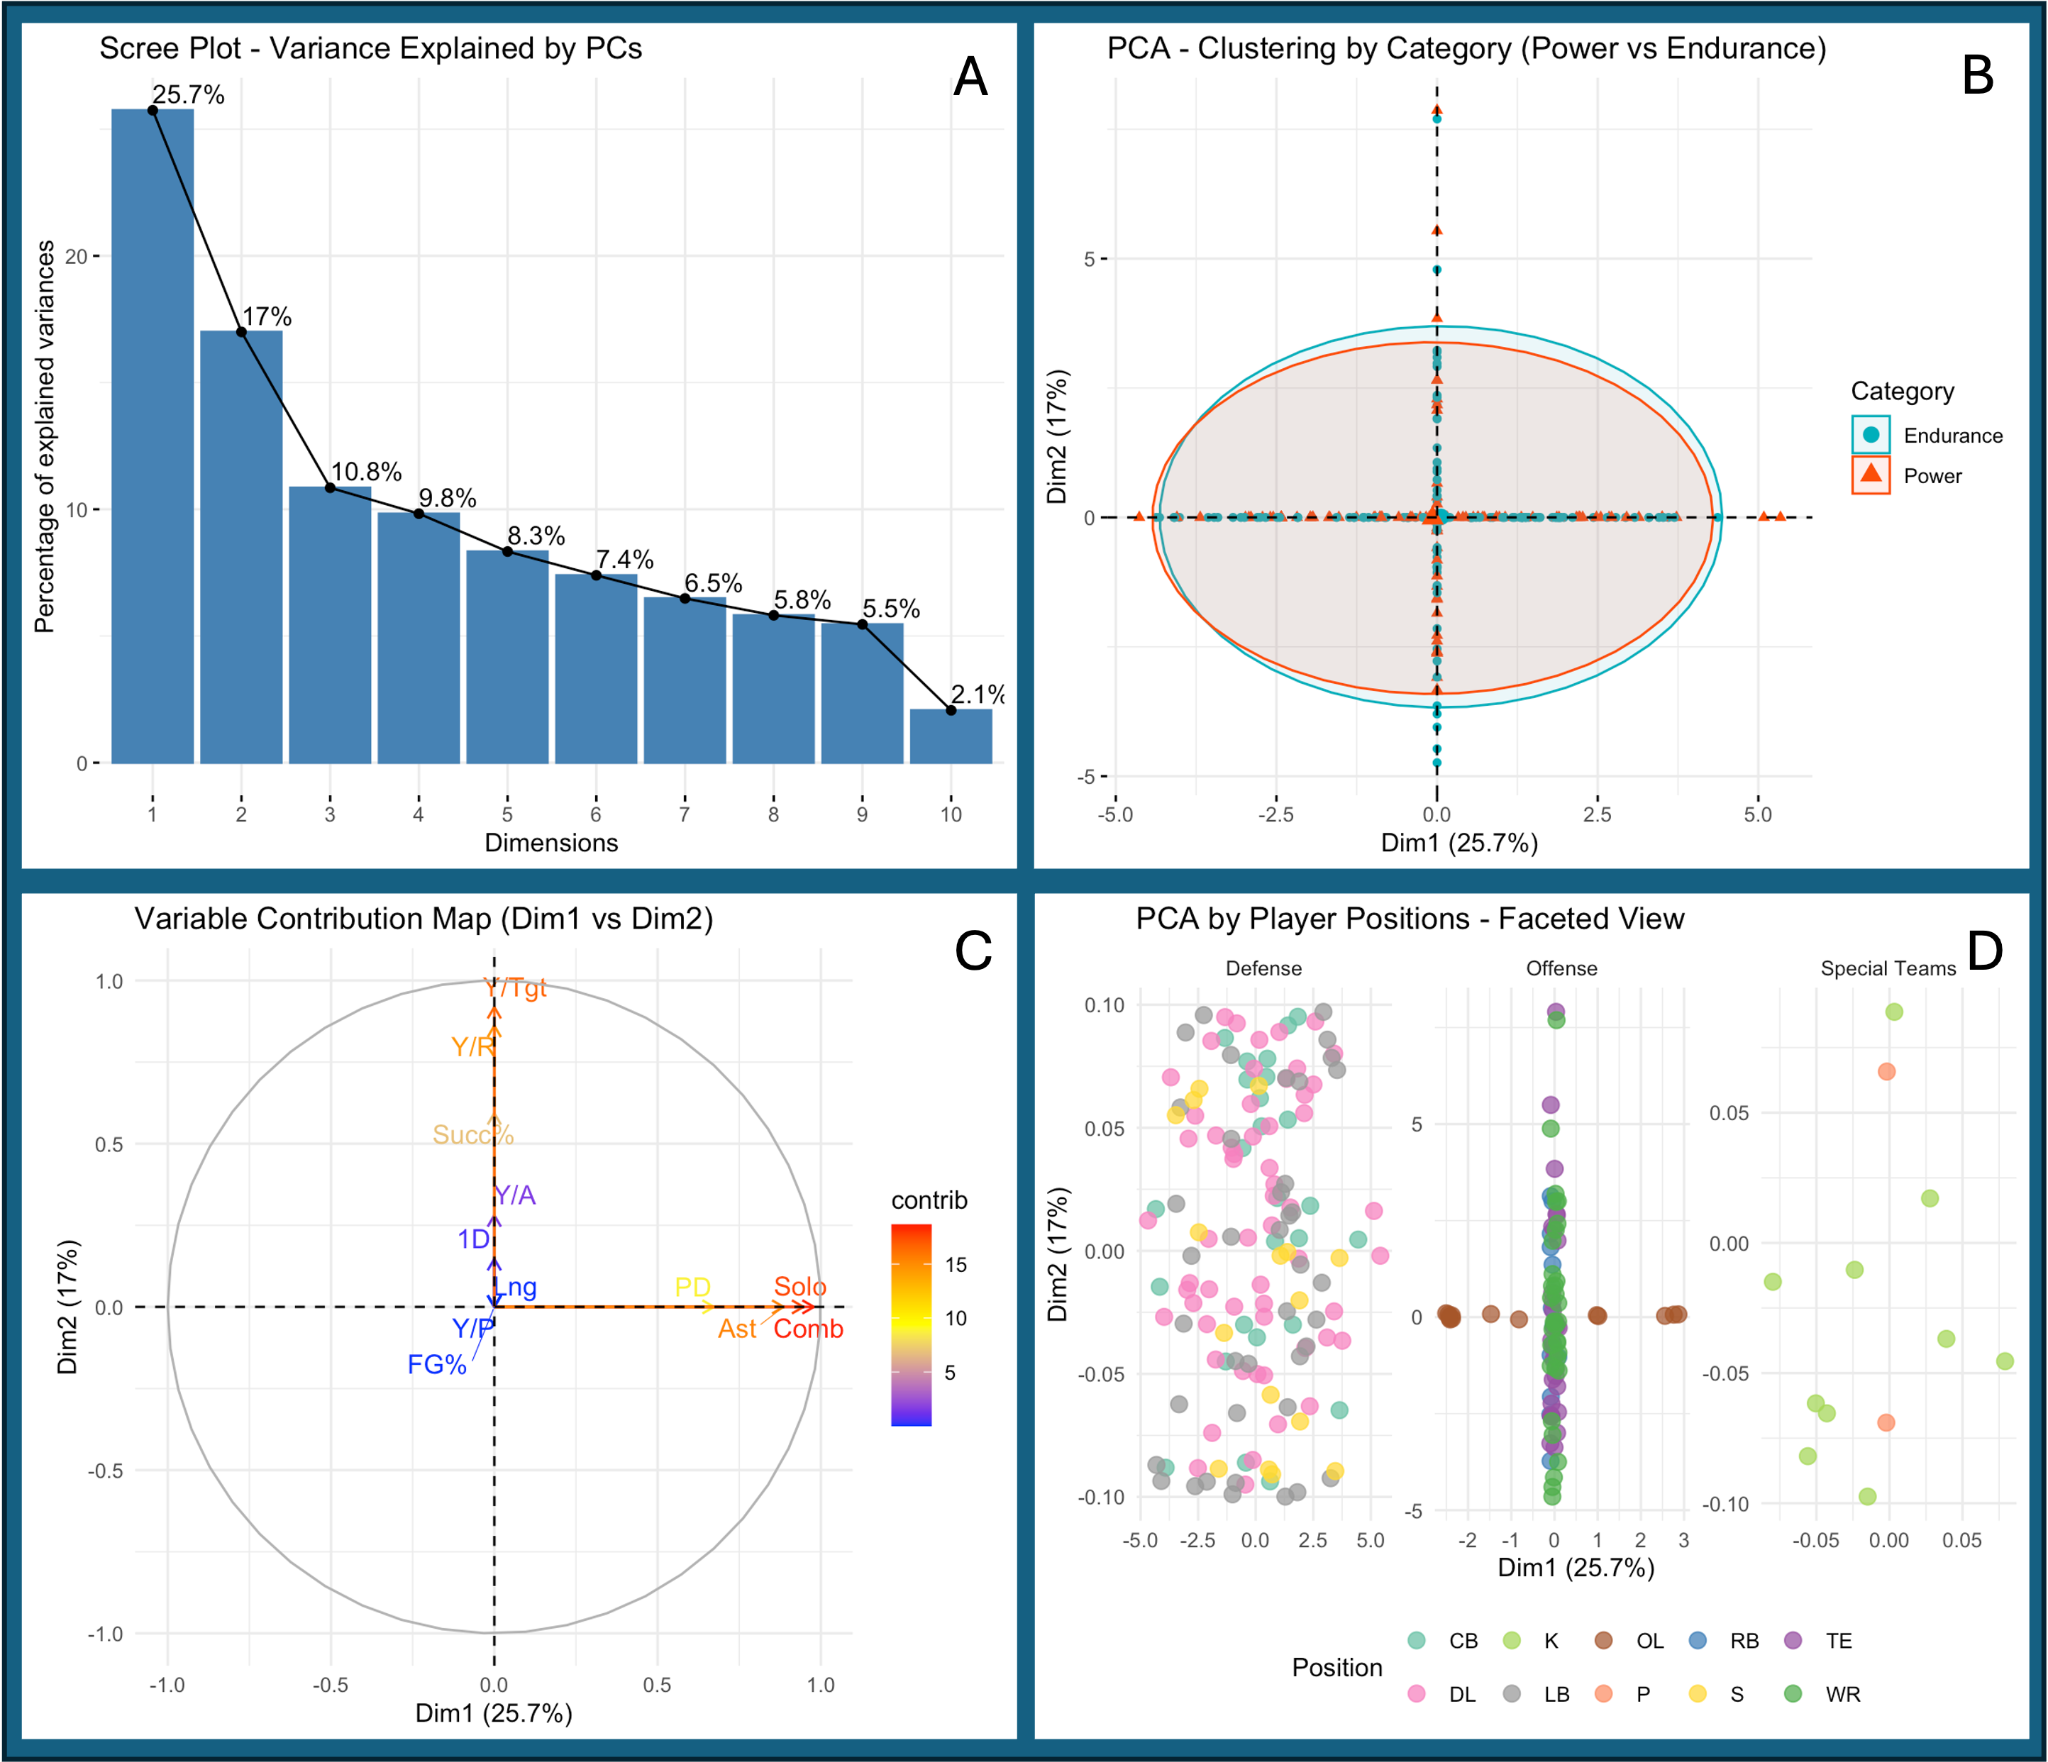 Scree Plot - Variance Explained by PCs
A
Percentage of explained variances
20
10
0
25.7%
17%
10.8%
9.8%
8.3%
7.4%
6.5%
5.8%
5.5%
2.1%
1 2 3 4 5 6 7 8 9 10
Dimensions
PCA - Clustering by Category (Power vs Endurance)
B
Dim2 (17%)
5
0
-5
-5.0 -2.5 0.0 2.5 5.0
Dim1 (25.7%)
Category
Endurance
Power
Variable Contribution Map (Dim1 vs Dim2)
C
Dim2 (17%)
1.0
0.5
0.0
-0.5
-1.0
Y/Tgt
Y/R
Succ%
Y/A
1D
Lng
PD
Solo
Y/P
Ast
Comb
FG%
-1.0 -0.5 0.0 0.5 1.0
Dim1 (25.7%)
contrib
15
10
5
PCA by Player Positions - Faceted View
D
Defense Offense Special Teams
Dim2 (17%)
0.10
0.05
0.00
-0.05
-0.10
5
0
-5
0.05
0.00
-0.05
-0.10
-5.0 -2.5 0.0 2.5 5.0
-2 -1 0 1 2 3
-0.05 0.00 0.05
Dim1 (25.7%)
Position
CB K OL RB TE
DL LB P S WR